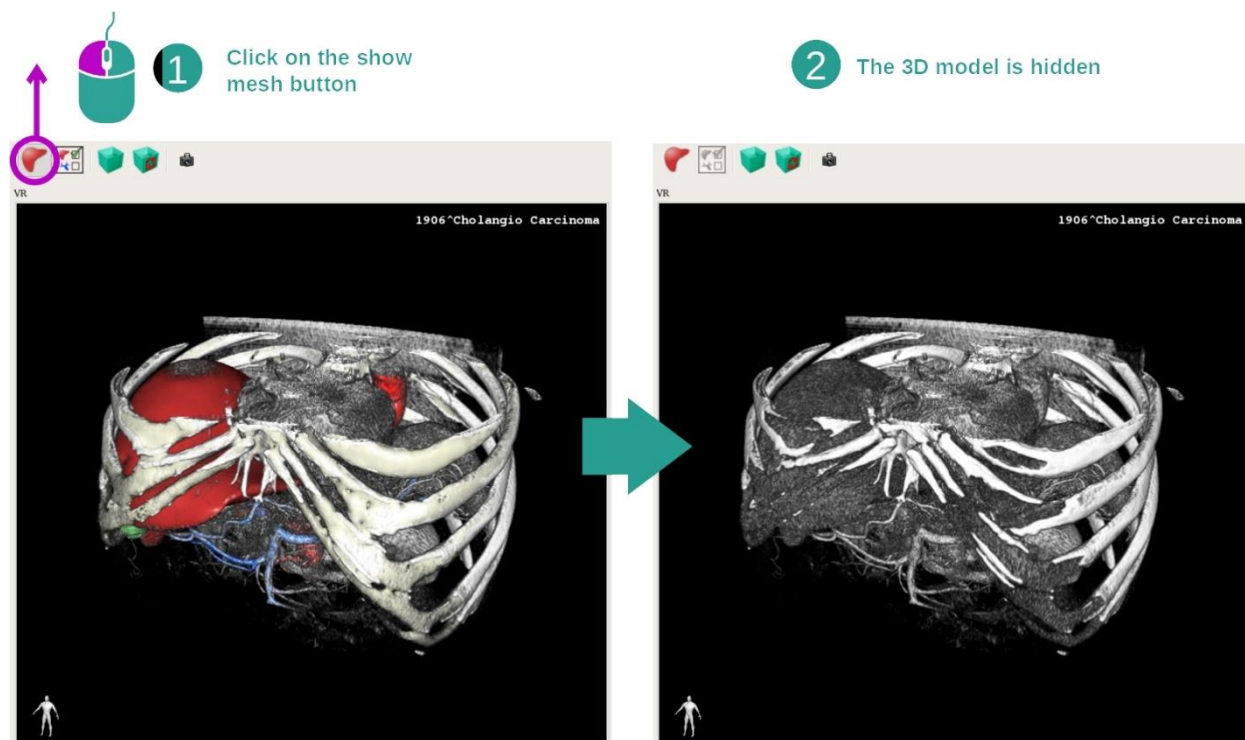 1
Click on the show
mesh button
2
The 3D model is hidden
VR
1906^Cholangio Carcinoma
VR
1906^Cholangio Carcinoma